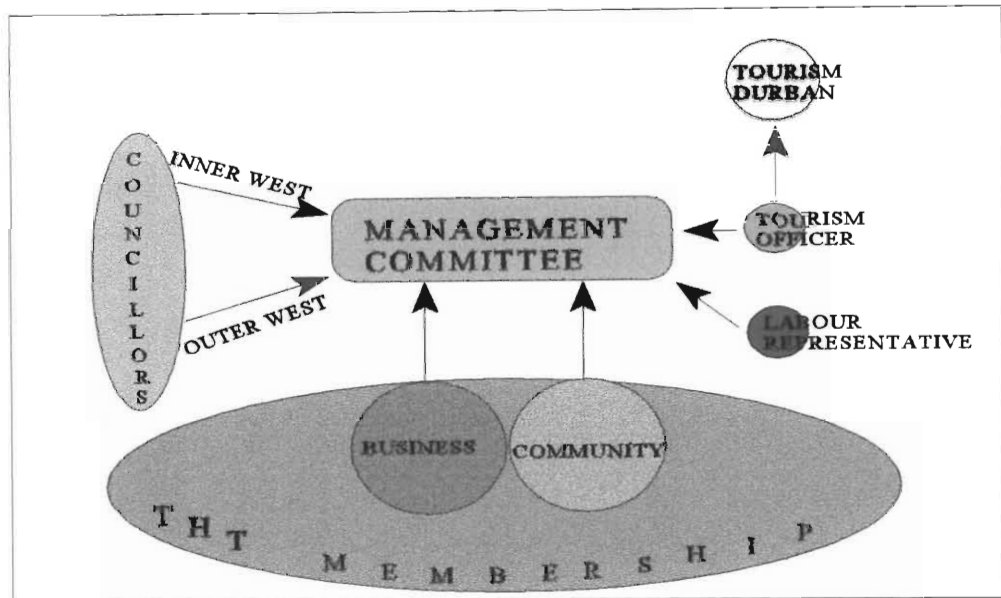 TOURISM
DURBAN
COUNCILLORS
INNER WEST
MANAGEMENT
COMMITTEE
TOURISM
OFFICER
OUTER WEST
LABOUR
REPRESENTATIVE
BUSINESS
COMMUNITY
THT MEMBERSHIP